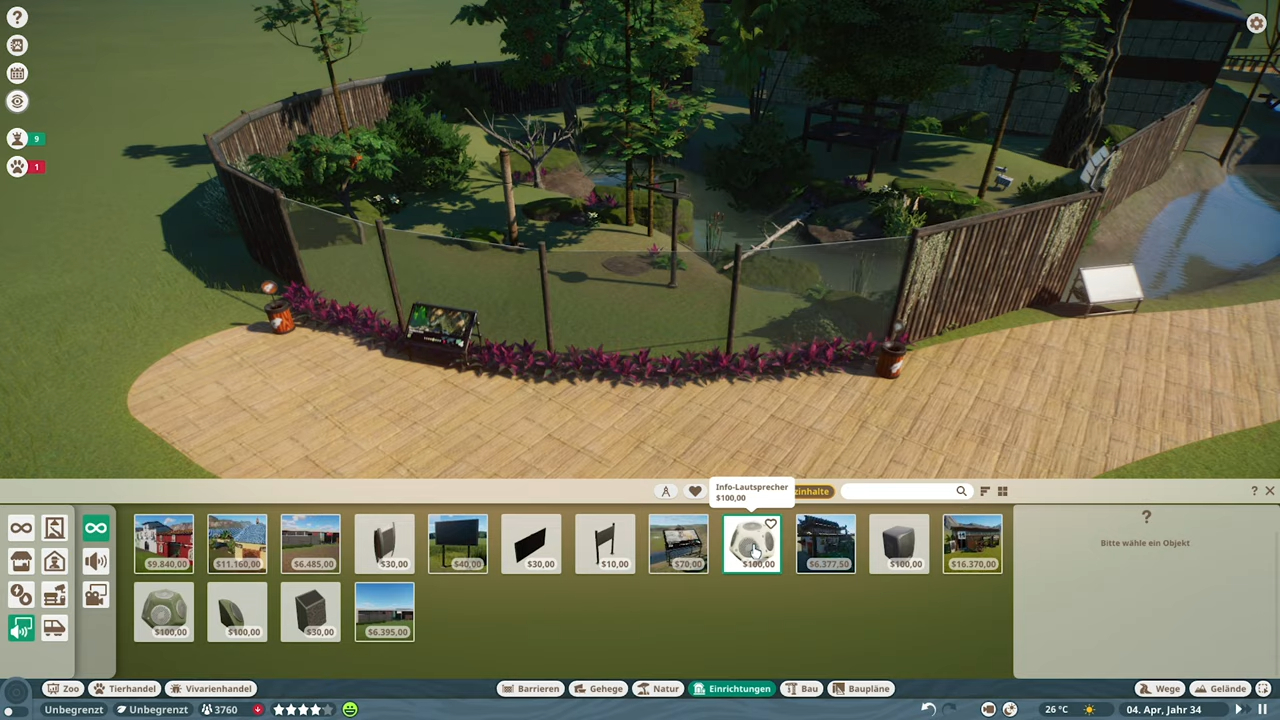 ?
9
1
Info-Lautsprecher
$100,00
zinhalte
? ×
$9.840,00
$11.160,00
$6.485,00
$30,00
$40,00
$30,00
$10,00
$70,00
$100,00
$6.377,50
$100,00
$16.370,00
$100,00
$100,00
$30,00
$6.395,00
?
Bitte wähle ein Objekt
Zoo
Tierhandel
Vivarienhandel
Barrieren
Gehege
Natur
Einrichtungen
Bau
Baupläne
Wege
Gelände
Unbegrenzt
Unbegrenzt
3760
26 °C
04. Apr, Jahr 34